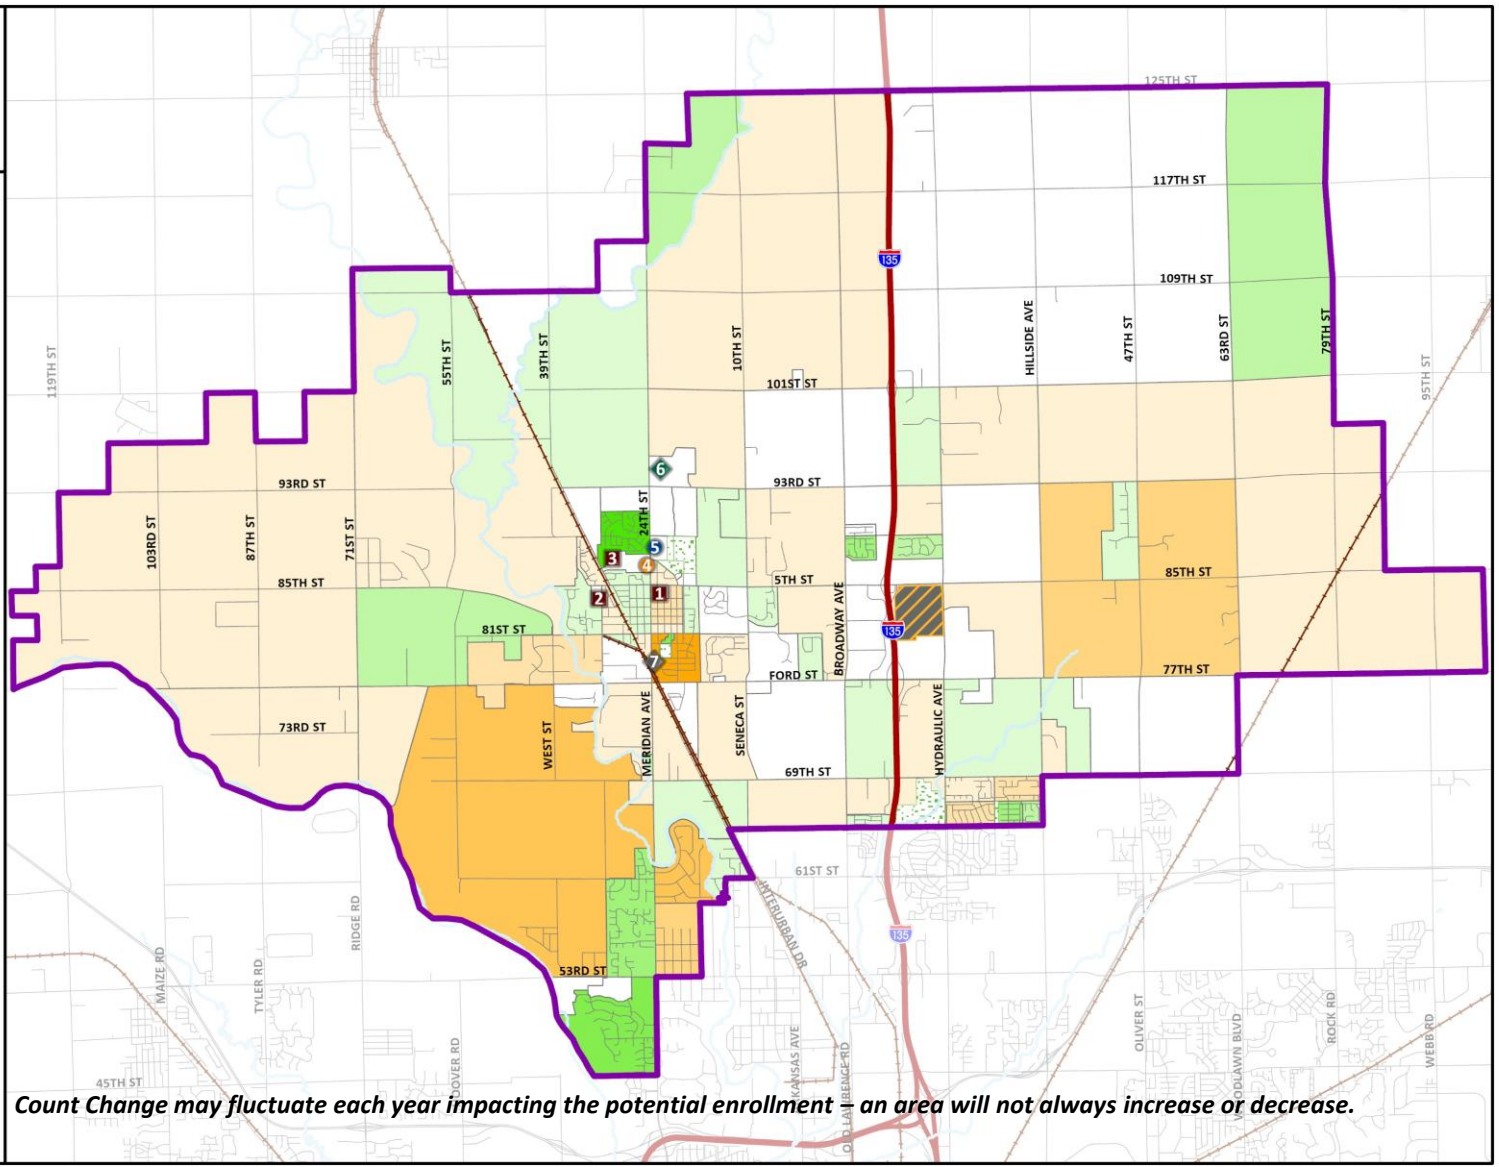 125TH ST
117TH ST
135
109TH ST
119TH ST
55TH ST
39TH ST
10TH ST
HILLSIDE AVE
47TH ST
63RD ST
79TH ST
95TH ST
101ST ST
6
93RD ST
93RD ST
103RD ST
87TH ST
71ST ST
24TH ST
5
3
4
85TH ST
5TH ST
85TH ST
2
1
BROADWAY AVE
81ST ST
135
7
FORD ST
77TH ST
73RD ST
WEST ST
MERIDIAN AVE
SENECA ST
HYDRAULIC AVE
69TH ST
61ST ST
INTERURBAN DR
RIDGE RD
135
MAIZE RD
TYLER RD
53RD ST
OLIVER ST
WOODLAWN BLVD
ROCK RD
WEBB RD
45TH ST
Count Change may fluctuate each year impacting the potential enrollment – an area will not always increase or decrease.